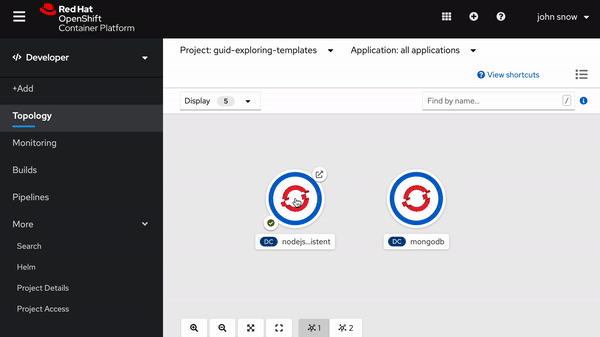 Red Hat
OpenShift
Container Platform
john snow
Developer
+Add
Topology
Monitoring
Builds
Pipelines
More
Search
Helm
Project Details
Project Access
Project: guid-exploring-templates
Application: all applications
View shortcuts
Display 5
Find by name...
/
DC nodejs...istent
DC mongodb
1
2